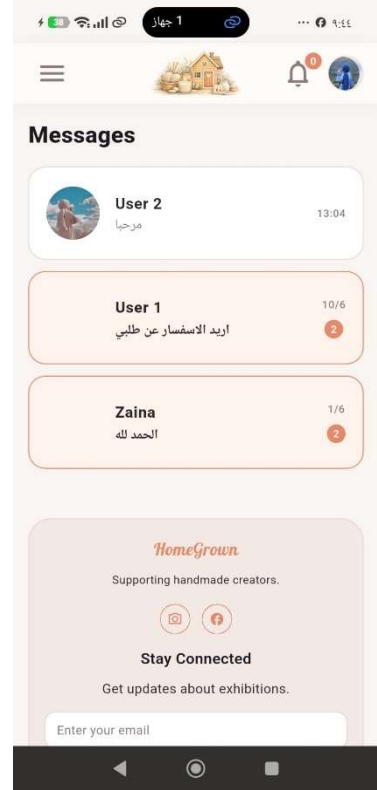 38
1 جهاز
٩:٤٤
0
Messages
User 2
13:04
مرحبا
User 1
10/6
اريد الاسفسار عن طلبي
2
Zaina
1/6
الحمد لله
2
HomeGrown
Supporting handmade creators.
Stay Connected
Get updates about exhibitions.
Enter your email